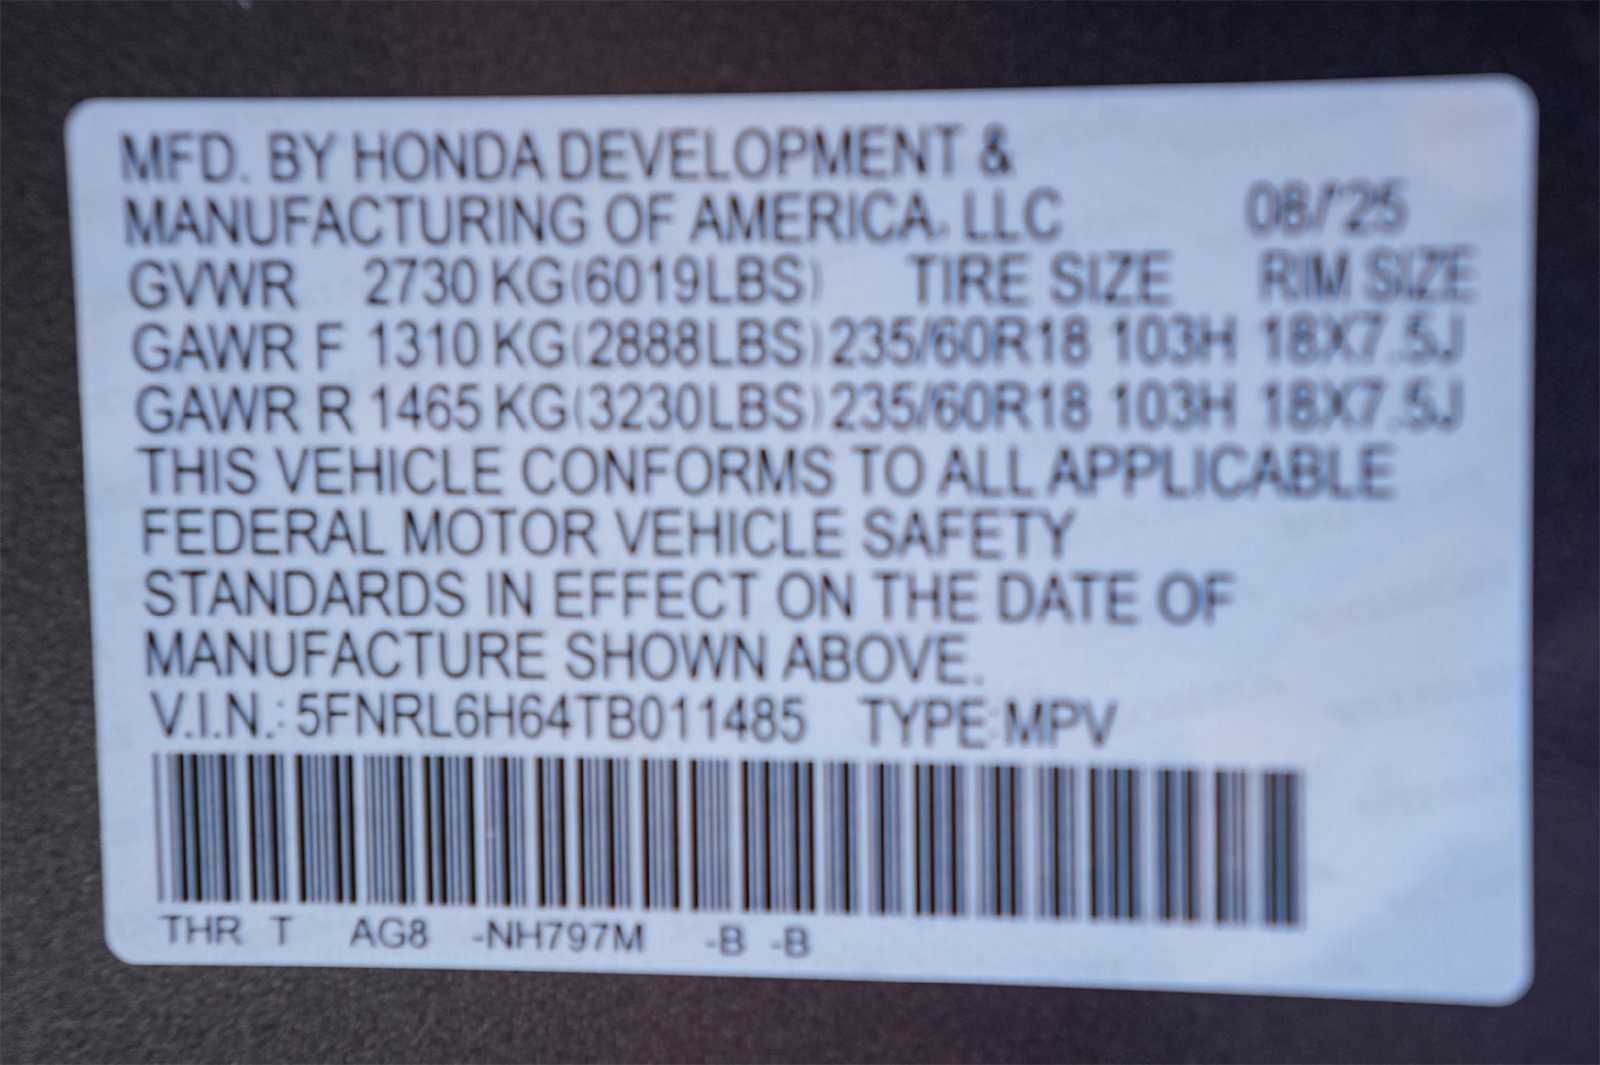 MFD. BY HONDA DEVELOPMENT &
MANUFACTURING OF AMERICA, LLC 08/'25
GVWR 2730 KG(6019LBS) TIRE SIZE RIM SIZE
GAWR F 1310 KG(2888LBS) 235/60R18 103H 18X7.5J
GAWR R 1465 KG(3230LBS) 235/60R18 103H 18X7.5J
THIS VEHICLE CONFORMS TO ALL APPLICABLE
FEDERAL MOTOR VEHICLE SAFETY
STANDARDS IN EFFECT ON THE DATE OF
MANUFACTURE SHOWN ABOVE.
V.I.N.: 5FNRL6H64TB011485 TYPE: MPV
THR T AG8 -NH797M -B -B